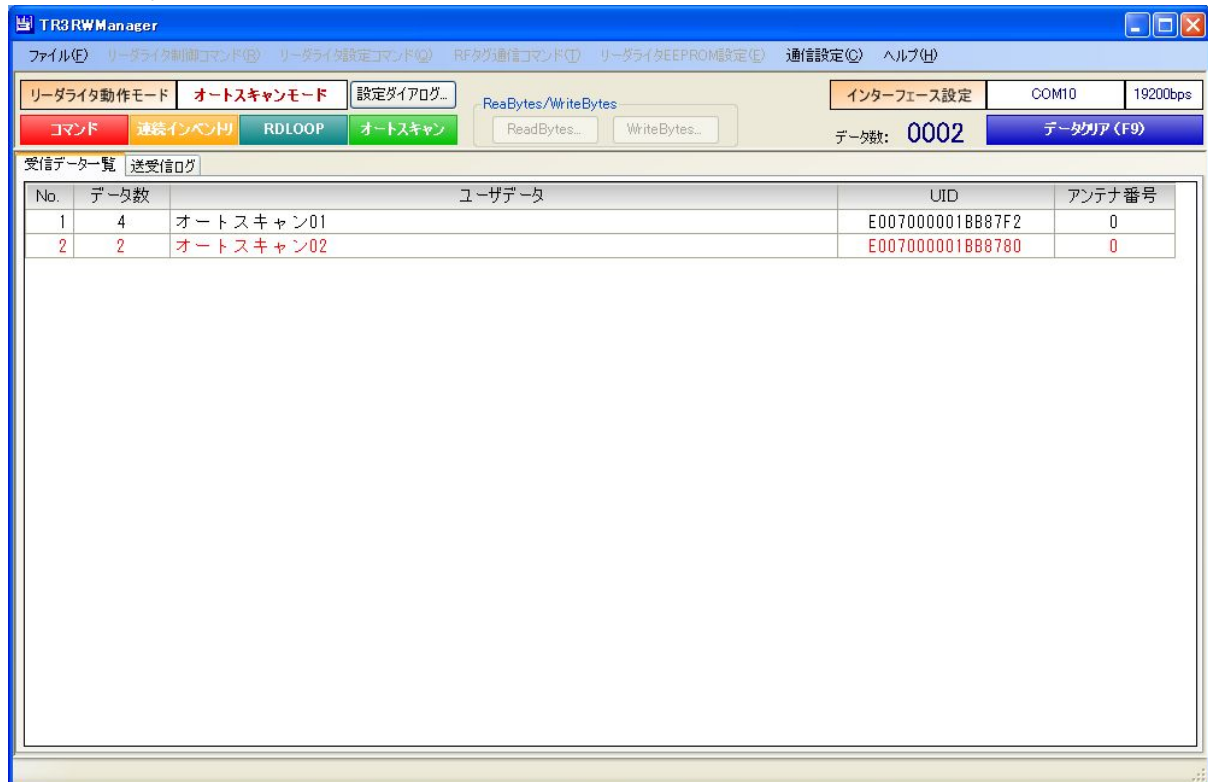 TR3RWManager
ファイル(F) リーダライタ制御コマンド(R) リーダライタ設定コマンド(Q) RFタグ通信コマンド(T) リーダライタEEPROM設定(E) 通信設定(C) ヘルプ(H)
リーダライタ動作モード オートスキャンモード 設定ダイアログ... ReaBytes/WriteBytes インターフェース設定 COM10 19200bps
コマンド 連続インベントリ RDLOOP オートスキャン ReadBytes... WriteBytes... データ数: 0002 データクリア(F9)
受信データ一覧 送受信ログ
No. データ数 ユーザデータ UID アンテナ番号
1 4 オートスキャン01 E007000001BB87F2 0
2 2 オートスキャン02 E007000001BB8780 0